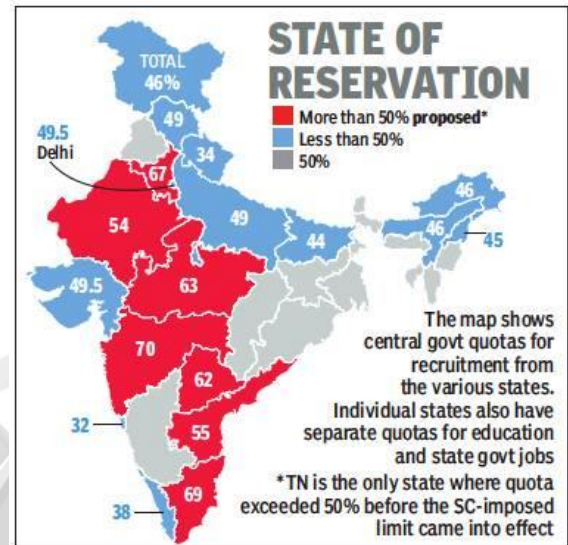 STATE OF
RESERVATION
More than 50% proposed*
Less than 50%
50%
TOTAL
46%
49
34
49.5
Delhi
67
54
49
44
46
46
45
49.5
63
70
62
32
55
69
38
The map shows
central govt quotas for
recruitment from
the various states.
Individual states also have
separate quotas for education
and state govt jobs
*TN is the only state where quota
exceeded 50% before the SC-imposed
limit came into effect